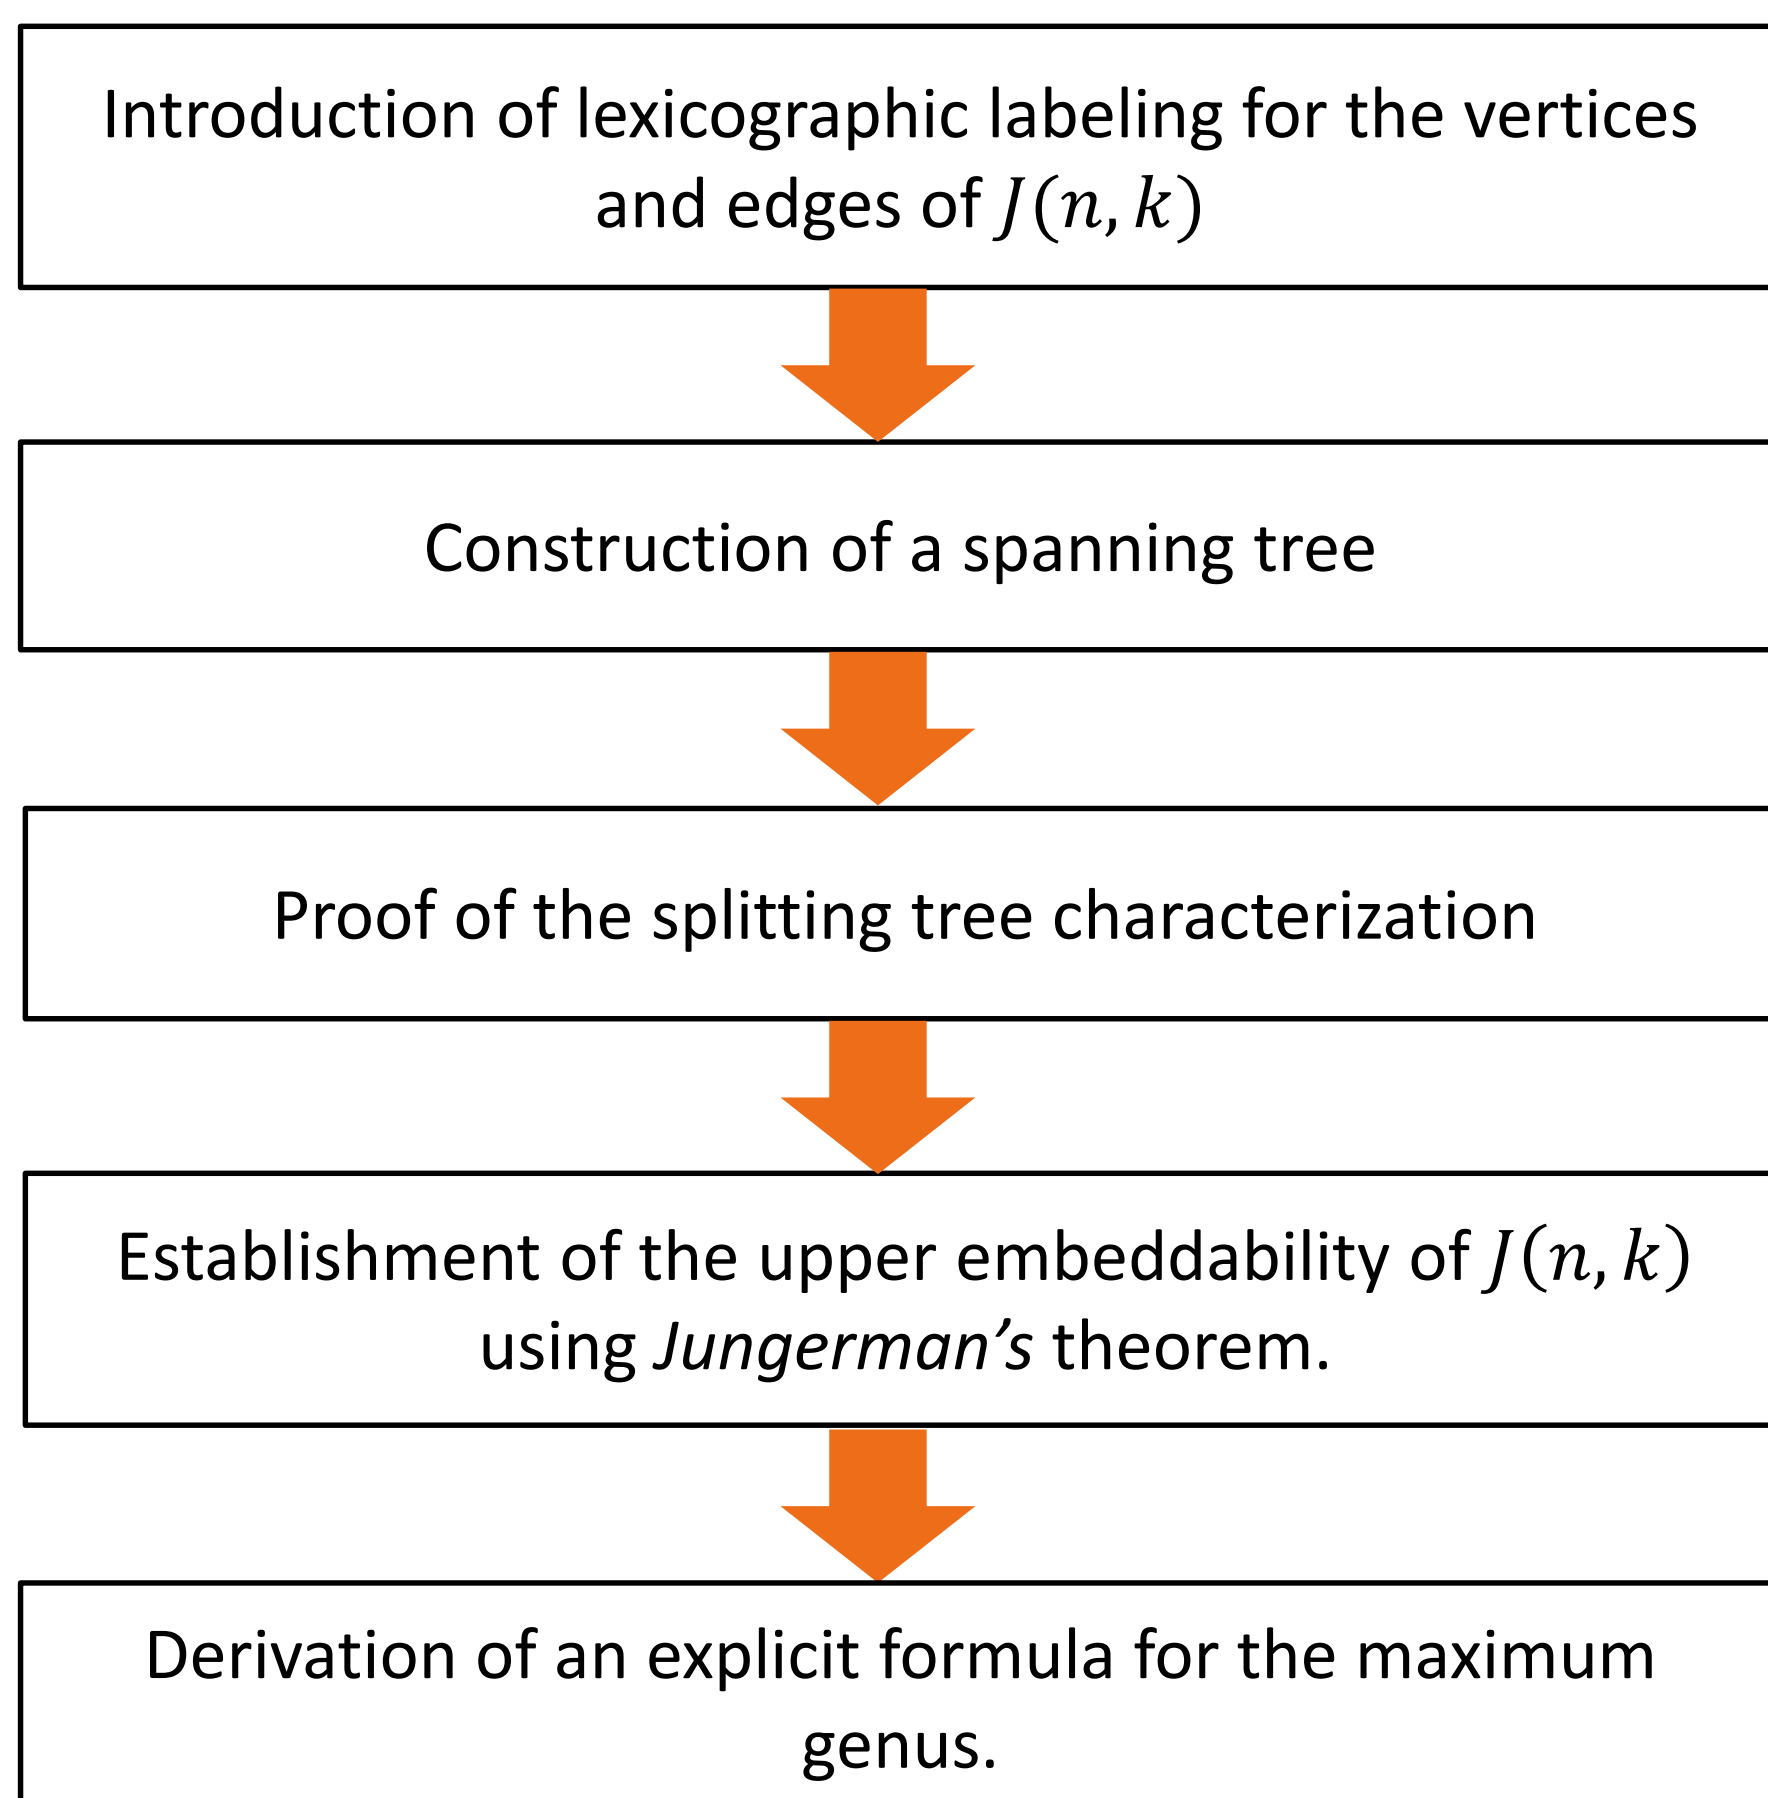 Introduction of lexicographic labeling for the vertices
and edges of J(n, k)
Construction of a spanning tree
Proof of the splitting tree characterization
Establishment of the upper embeddability of J(n, k)
using Jungerman’s theorem.
Derivation of an explicit formula for the maximum
genus.